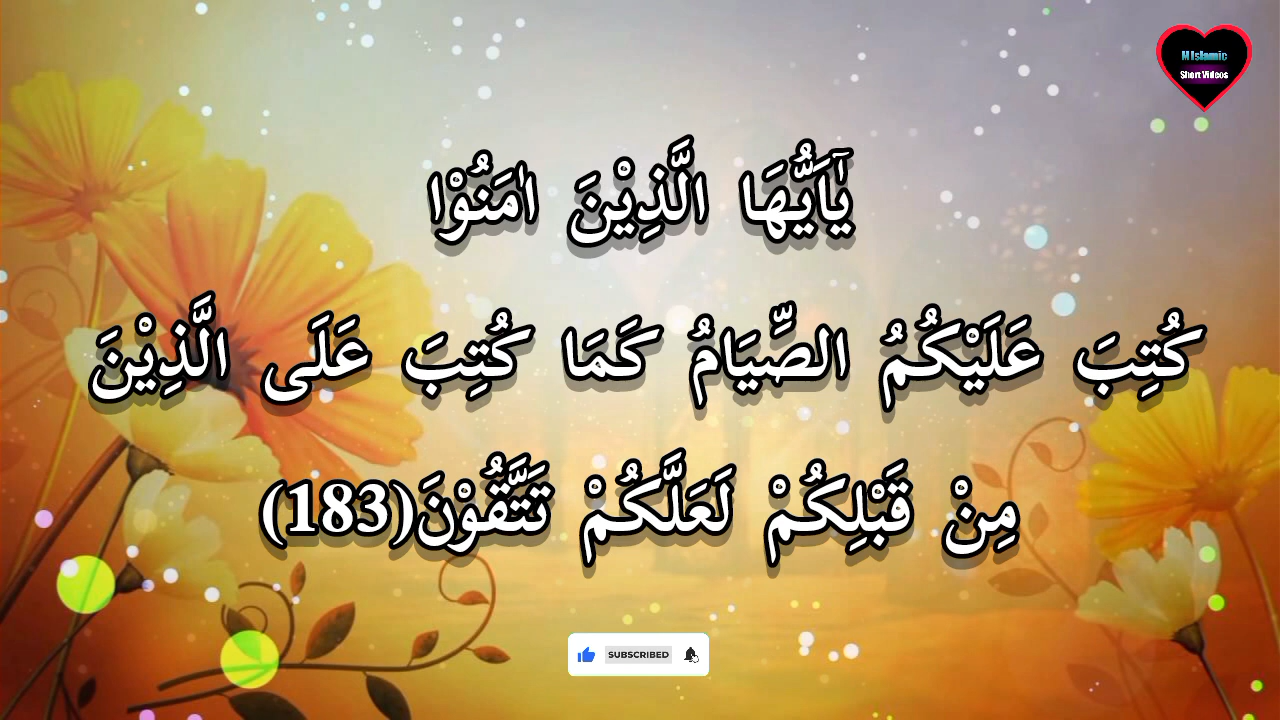 M Islamic
Short Videos
يٰۤاَيُّهَا الَّذِيْنَ اٰمَنُوْا
كُتِبَ عَلَيْكُمُ الصِّيَامُ كَمَا كُتِبَ عَلَى الَّذِيْنَ
مِنْ قَبْلِكُمْ لَعَلَّكُمْ تَتَّقُوْنَ(183)
SUBSCRIBED